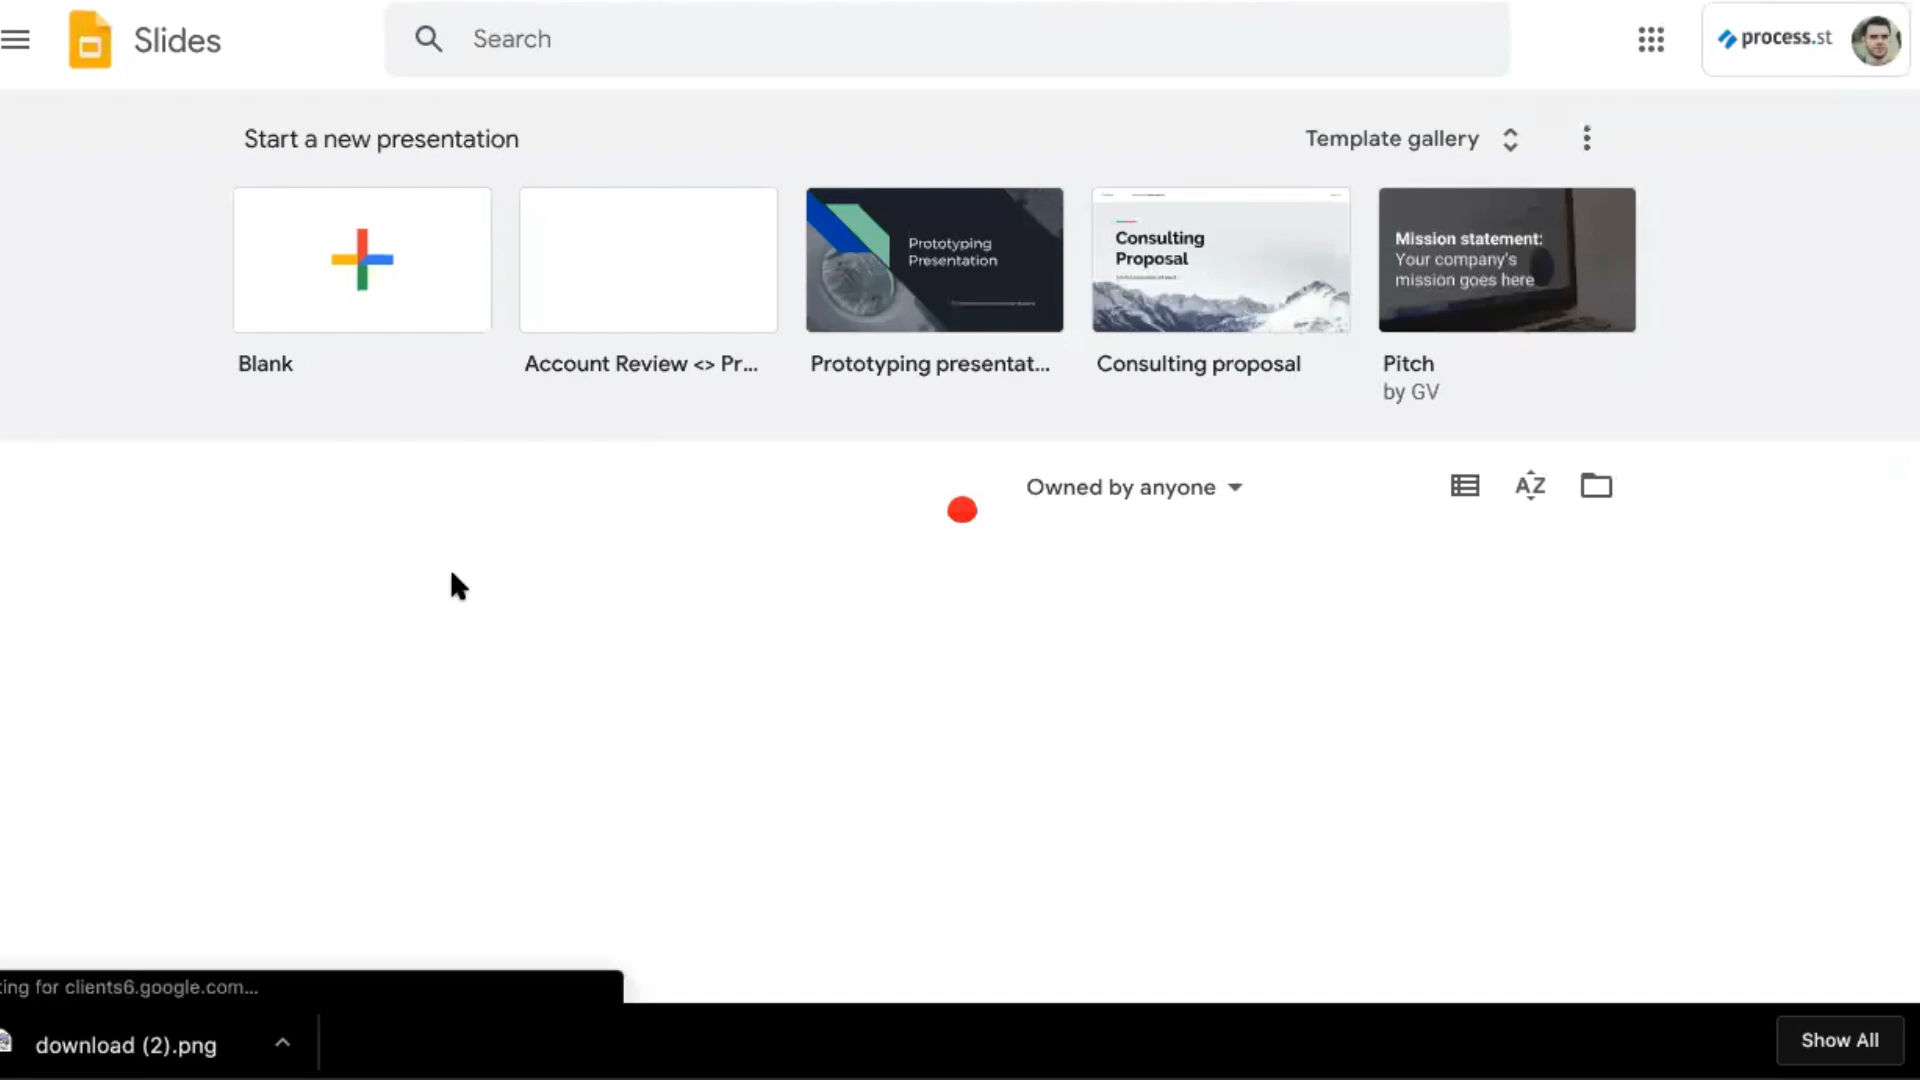 Slides
Search
process.st
Start a new presentation
Template gallery
Prototyping
Presentation
Consulting
Proposal
Mission statement:
Your company's
mission goes here
Blank
Account Review <> Pr...
Prototyping presentat...
Consulting proposal
Pitch
by GV
Owned by anyone
AZ
ting for clients6.google.com...
download (2).png
Show All